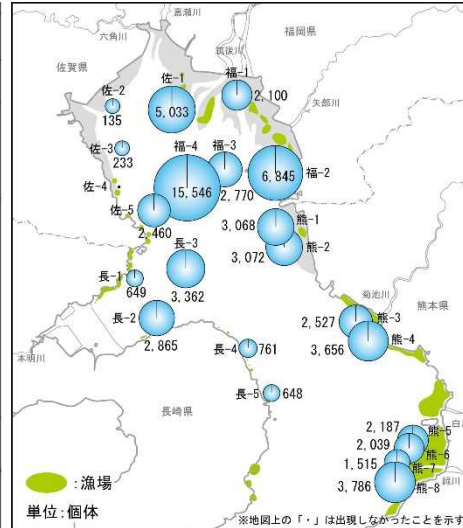 嘉瀬川
六角川
筑後川
福岡県
佐賀県
矢部川
佐-1
5,033
福-1
2,100
佐-2
135
佐-3
233
佐-4
福-4
15,546
福-3
2,770
6,845
福-2
佐-5
2,460
3,068
熊-1
3,072
熊-2
長-3
3,362
長-1
649
長-2
2,865
菊池川
熊本県
2,527
熊-3
3,656
熊-4
本明川
長-4
761
長-5
648
長崎県
2,187
熊-5
2,039
熊-6
1,515
熊-7
3,786
熊-8
緑川
:漁場
単位:個体
※地図上の「・」は出現しなかったことを示す